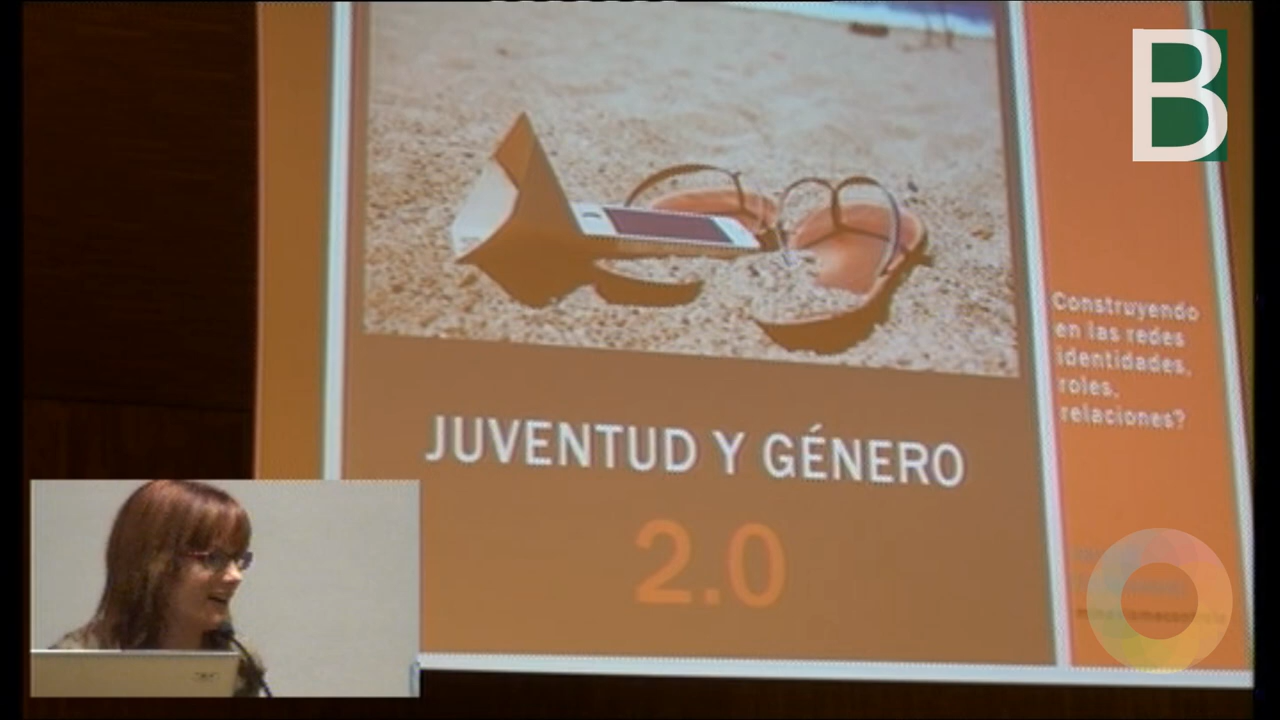 B
JUVENTUD Y GÉNERO
2.0
Construyendo
en las redes
identidades,
roles,
relaciones?